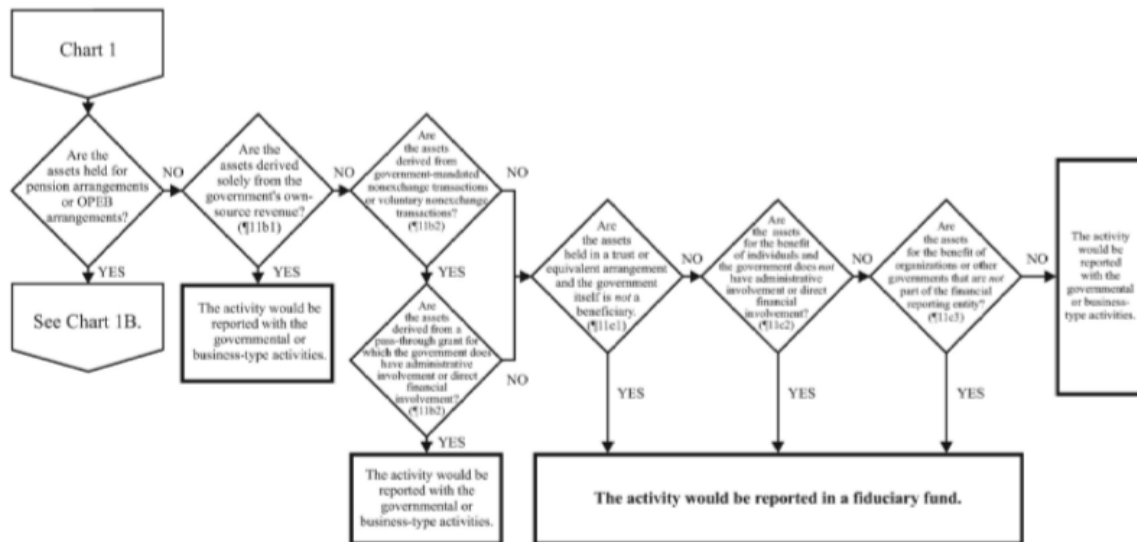 Chart 1
Are the
assets held for
pension arrangements
or OPEB
arrangements?
NO
YES
See Chart 1B.
Are the
assets derived
solely from the
government's own-
source revenue?
(¶11b1)
NO
YES
The activity would be
reported with the
governmental or
business-type activities.
Are
the assets
derived from
government-mandated
nonexchange transactions
or voluntary nonexchange
transactions?
(¶11b2)
NO
YES
Are
the assets
derived from a
pass-through grant for
which the government does
have administrative
involvement or direct
financial
involvement?
(¶11b2)
NO
YES
The activity would be
reported with the
governmental or
business-type activities.
Are
the assets
held in a trust or
equivalent arrangement
and the government
itself is not a
beneficiary.
(¶11c1)
NO
YES
Are
the assets
for the benefit
of individuals and
the government does not
have administrative
involvement or direct
financial
involvement?
(¶11c2)
NO
YES
Are
the assets
for the benefit of
organizations or other
governments that are not
part of the financial
reporting entity?
(¶11c3)
NO
YES
The activity
would be
reported
with the
governmental
or business-
type activities.
The activity would be reported in a fiduciary fund.